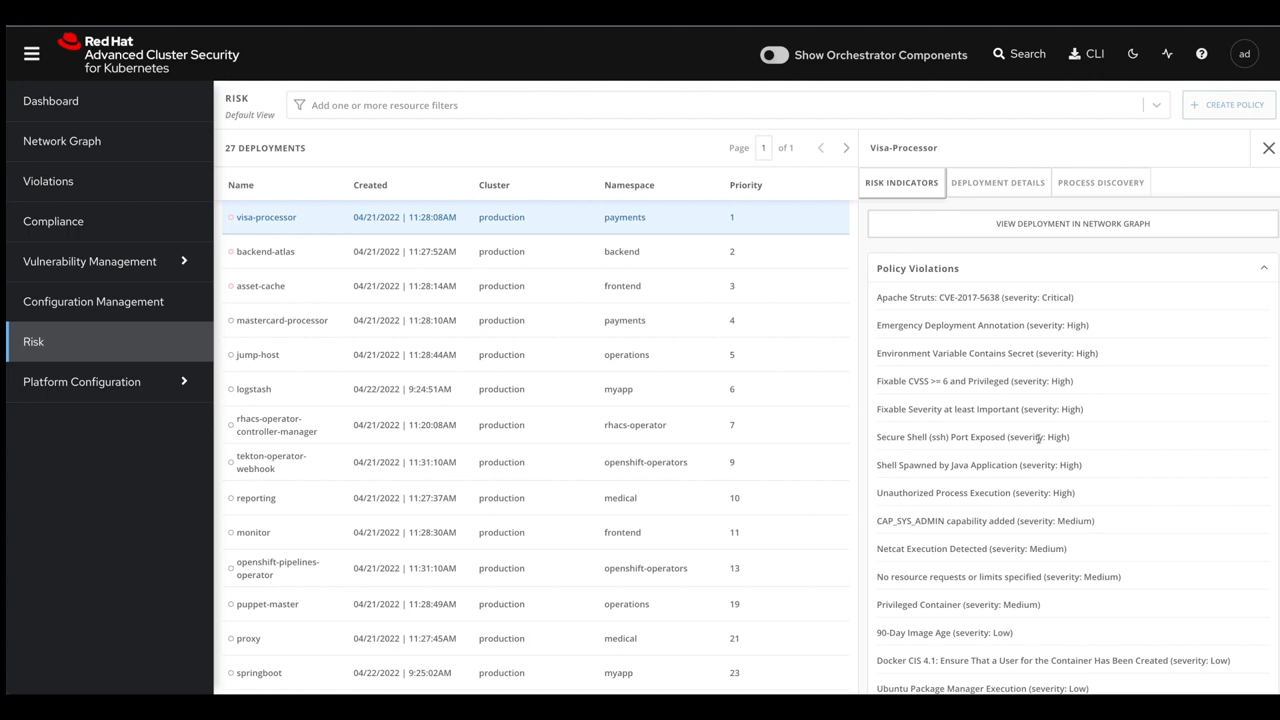 Red Hat
Advanced Cluster Security
for Kubernetes
Show Orchestrator Components
Search
CLI
ad
Dashboard
Network Graph
Violations
Compliance
Vulnerability Management
Configuration Management
Risk
Platform Configuration
RISK
Default View
Add one or more resource filters
+ CREATE POLICY
27 DEPLOYMENTS
Page 1 of 1
Name Created Cluster Namespace Priority
visa-processor 04/21/2022 | 11:28:08AM production payments 1
backend-atlas 04/21/2022 | 11:27:52AM production backend 2
asset-cache 04/21/2022 | 11:28:14AM production frontend 3
mastercard-processor 04/21/2022 | 11:28:10AM production payments 4
jump-host 04/21/2022 | 11:28:44AM production operations 5
logstash 04/22/2022 | 9:24:51AM production myapp 6
rhacs-operator-
controller-manager 04/21/2022 | 11:20:08AM production rhacs-operator 7
tekton-operator-
webhook 04/21/2022 | 11:31:10AM production openshift-operators 9
reporting 04/21/2022 | 11:27:37AM production medical 10
monitor 04/21/2022 | 11:28:30AM production frontend 11
openshift-pipelines-
operator 04/21/2022 | 11:31:10AM production openshift-operators 13
puppet-master 04/21/2022 | 11:28:49AM production operations 19
proxy 04/21/2022 | 11:27:45AM production medical 21
springboot 04/22/2022 | 9:25:02AM production myapp 23
Visa-Processor
RISK INDICATORS DEPLOYMENT DETAILS PROCESS DISCOVERY
VIEW DEPLOYMENT IN NETWORK GRAPH
Policy Violations
Apache Struts: CVE-2017-5638 (severity: Critical)
Emergency Deployment Annotation (severity: High)
Environment Variable Contains Secret (severity: High)
Fixable CVSS >= 6 and Privileged (severity: High)
Fixable Severity at least Important (severity: High)
Secure Shell (ssh) Port Exposed (severity: High)
Shell Spawned by Java Application (severity: High)
Unauthorized Process Execution (severity: High)
CAP_SYS_ADMIN capability added (severity: Medium)
Netcat Execution Detected (severity: Medium)
No resource requests or limits specified (severity: Medium)
Privileged Container (severity: Medium)
90-Day Image Age (severity: Low)
Docker CIS 4.1: Ensure That a User for the Container Has Been Created (severity: Low)
Ubuntu Package Manager Execution (severity: Low)